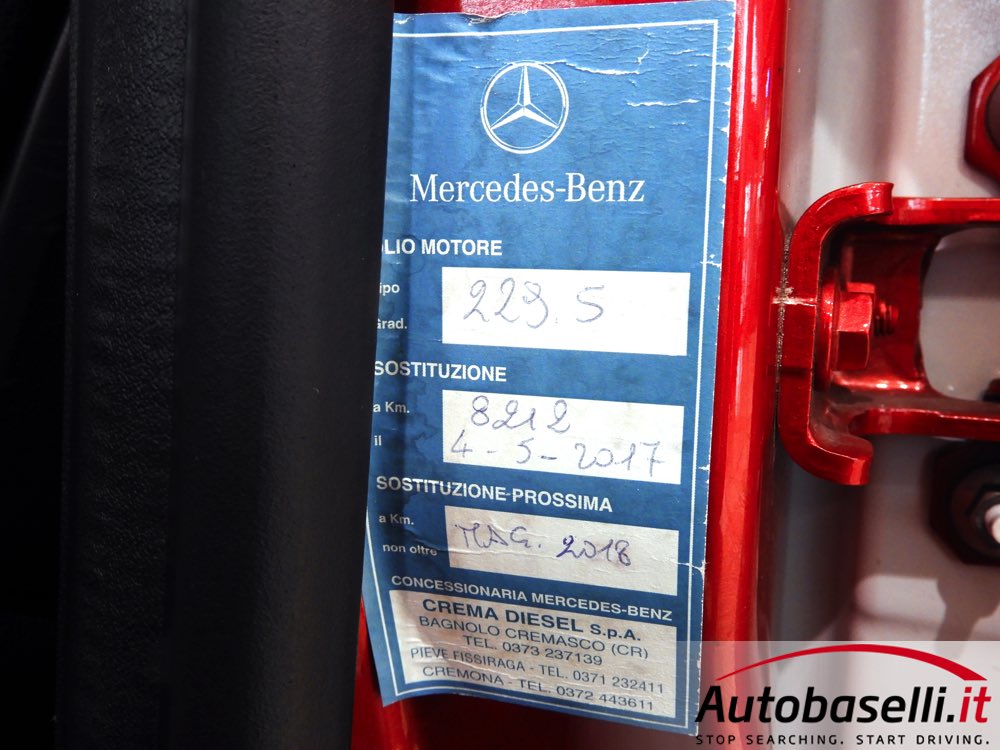 Mercedes-Benz
OLIO MOTORE
ipo
229.5
Grad.
SOSTITUZIONE
a Km.
8212
il
4-5-2017
SOSTITUZIONE-PROSSIMA
a Km.
non oltre
MAG. 2018
CONCESSIONARIA MERCEDES-BENZ
CREMA DIESEL S.p.A.
BAGNOLO CREMASCO (CR)
TEL. 0373 237139
PIEVE FISSIRAGA - TEL. 0371 232411
CREMONA - TEL. 0372 443611
Autobaselli.it
STOP SEARCHING. START DRIVING.